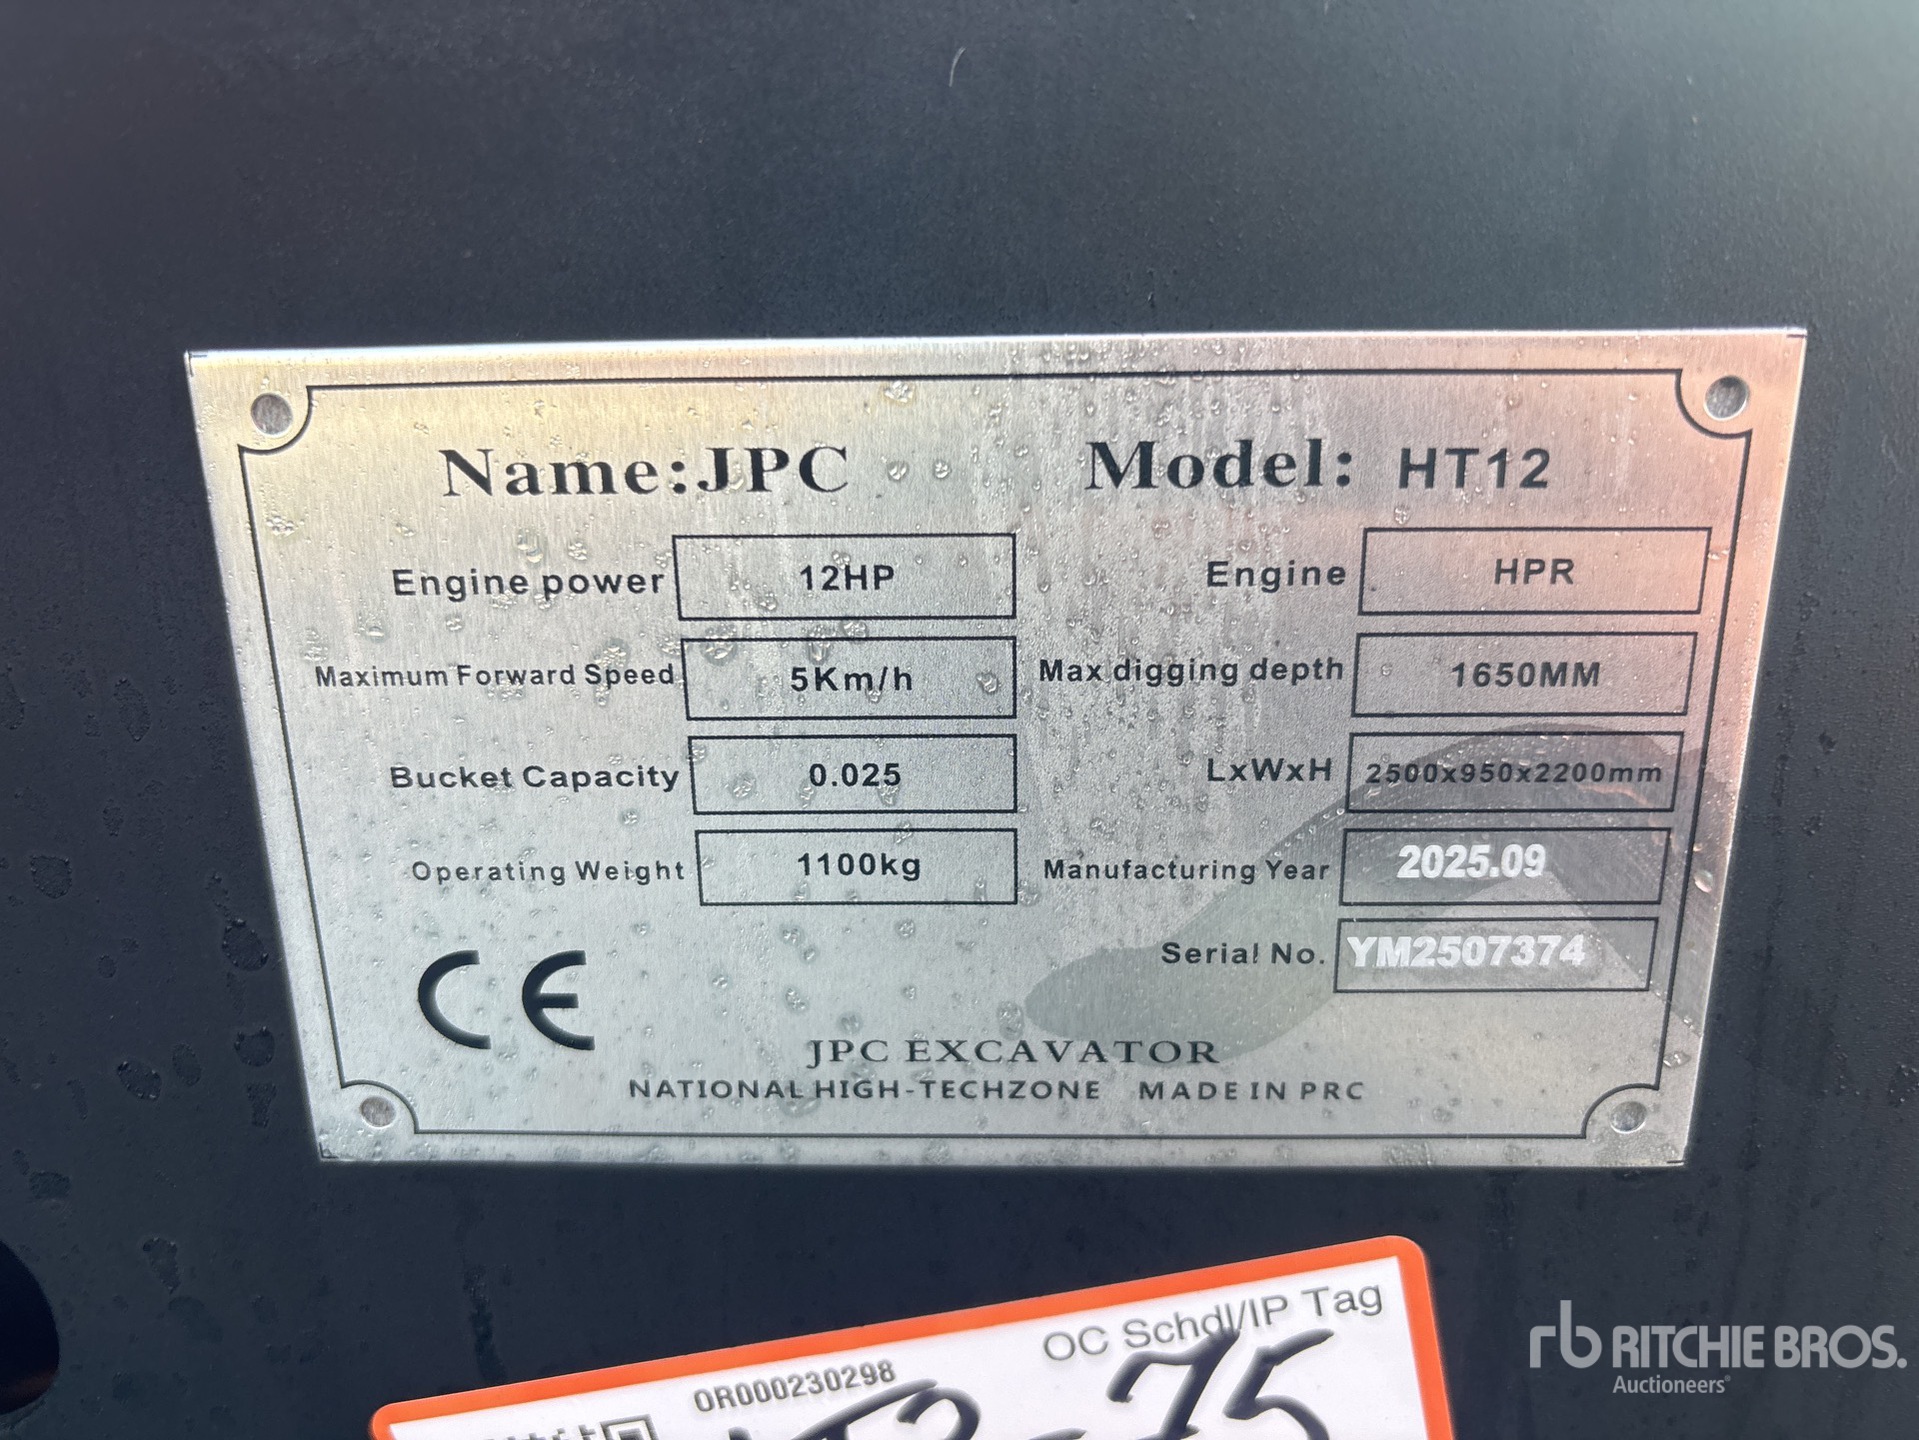 Name:JPC Model: HT12
Engine power 12HP Engine HPR
Maximum Forward Speed 5Km/h Max digging depth 1650MM
Bucket Capacity 0.025 LxWxH 2500x950x2200mm
Operating Weight 1100kg Manufacturing Year 2025.09
Serial No. YM2507374
CE
JPC EXCAVATOR
NATIONAL HIGH-TECHZONE MADE IN PRC
OC Schdl/IP Tag
OR000230298
75
rb RITCHIE BROS.
Auctioneers